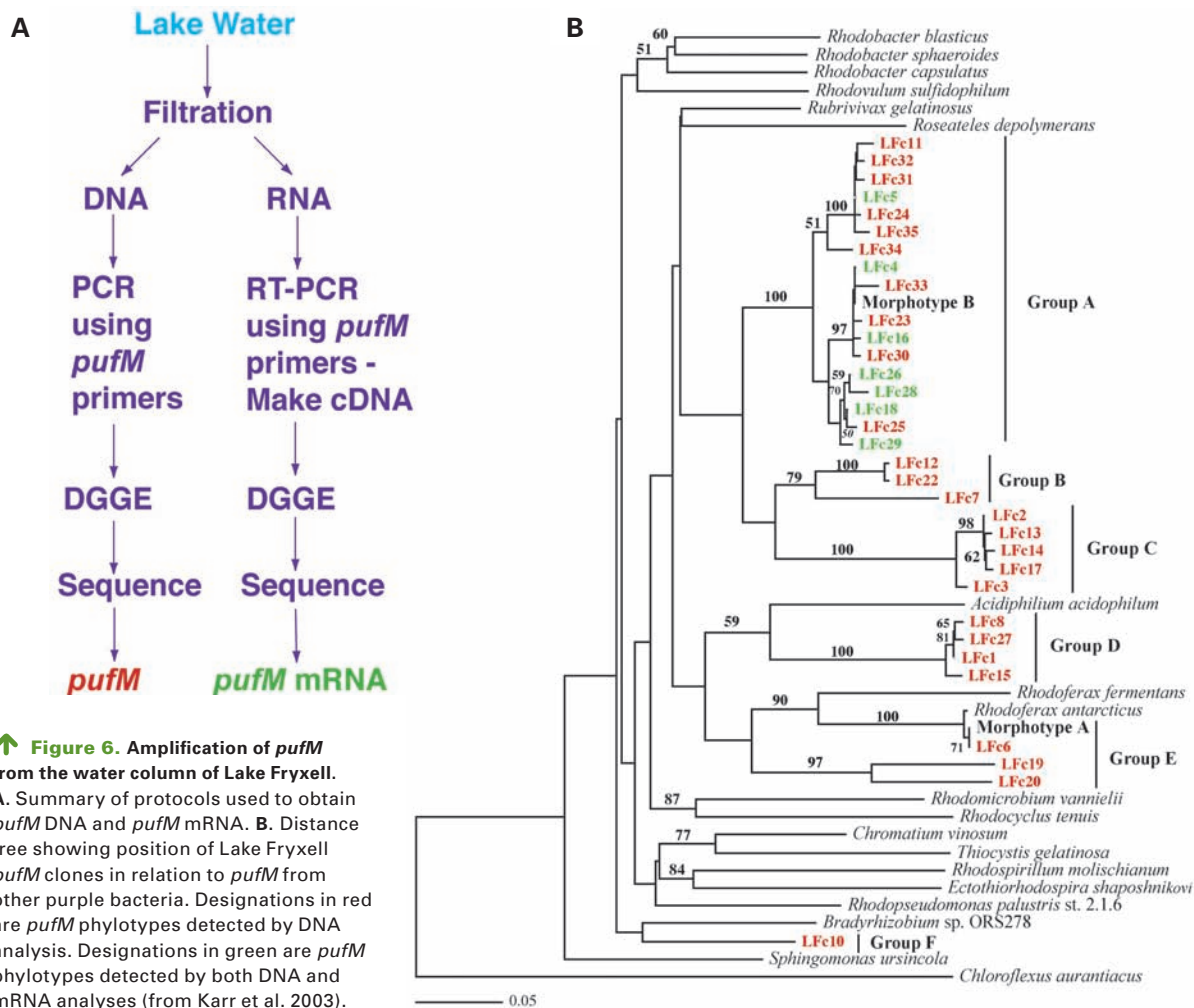 A
Lake Water
Filtration
DNA
RNA
PCR
using
pufM
primers
RT-PCR
using pufM
primers -
Make cDNA
DGGE
DGGE
Sequence
Sequence
pufM
pufM mRNA
Figure 6. Amplification of pufM
from the water column of Lake Fryxell.
A. Summary of protocols used to obtain
pufM DNA and pufM mRNA. B. Distance
tree showing position of Lake Fryxell
pufM clones in relation to pufM from
other purple bacteria. Designations in red
are pufM phylotypes detected by DNA
analysis. Designations in green are pufM
phylotypes detected by both DNA and
mRNA analyses (from Karr et al. 2003).
B
60
Rhodobacter blasticus
51
Rhodobacter sphaeroides
Rhodobacter capsulatus
Rhodovulum sulfidophilum
Rubrivivax gelatinosus
Roseateles depolymerans
LFc11
LFc32
LFc31
LFc5
100
LFc24
51
LFc35
LFc34
LFc4
LFc33
100
Morphotype B
Group A
LFc23
97
LFc16
LFc30
59
LFc26
70
LFc28
LFc18
LFc25
50
LFc29
100
LFc12
79
LFc22
Group B
LFc7
LFc2
98
LFc13
100
LFc14
Group C
62
LFc17
LFc3
Acidiphilium acidophilum
59
65
LFc8
81
LFc27
100
LFc1
Group D
LFc15
90
Rhodoferax fermentans
100
Rhodoferax antarcticus
Morphotype A
71
LFc6
Group E
97
LFc19
LFc20
87
Rhodomicrobium vannielii
Rhodocyclus tenuis
77
Chromatium vinosum
Thiocystis gelatinosa
84
Rhodospirillum molischianum
Ectothiorhodospira shaposhnikovi
Rhodopseudomonas palustris st. 2.1.6
Bradyrhizobium sp. ORS278
LFc10
Group F
Sphingomonas ursincola
Chloroflexus aurantiacus
0.05